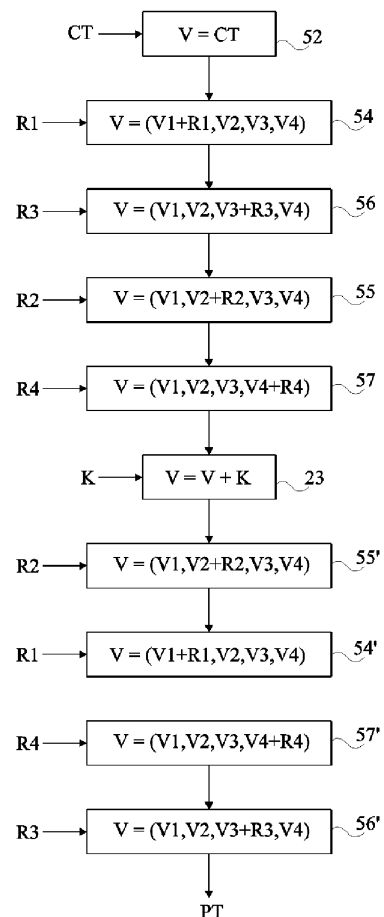 CT V = CT 52
R1 V = (V1+R1,V2,V3,V4) 54
R3 V = (V1,V2,V3+R3,V4) 56
R2 V = (V1,V2+R2,V3,V4) 55
R4 V = (V1,V2,V3,V4+R4) 57
K V = V + K 23
R2 V = (V1,V2+R2,V3,V4) 55'
R1 V = (V1+R1,V2,V3,V4) 54'
R4 V = (V1,V2,V3,V4+R4) 57'
R3 V = (V1,V2,V3+R3,V4) 56'
PT